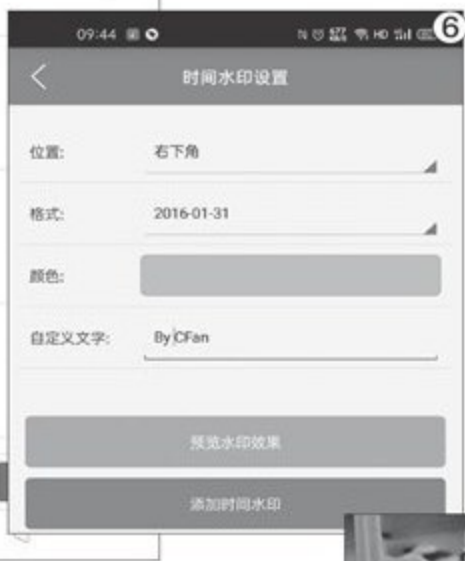 09:44
HD
6
时间水印设置
位置: 右下角
格式: 2016-01-31
颜色:
自定义文字: By CFan
预览水印效果
添加时间水印